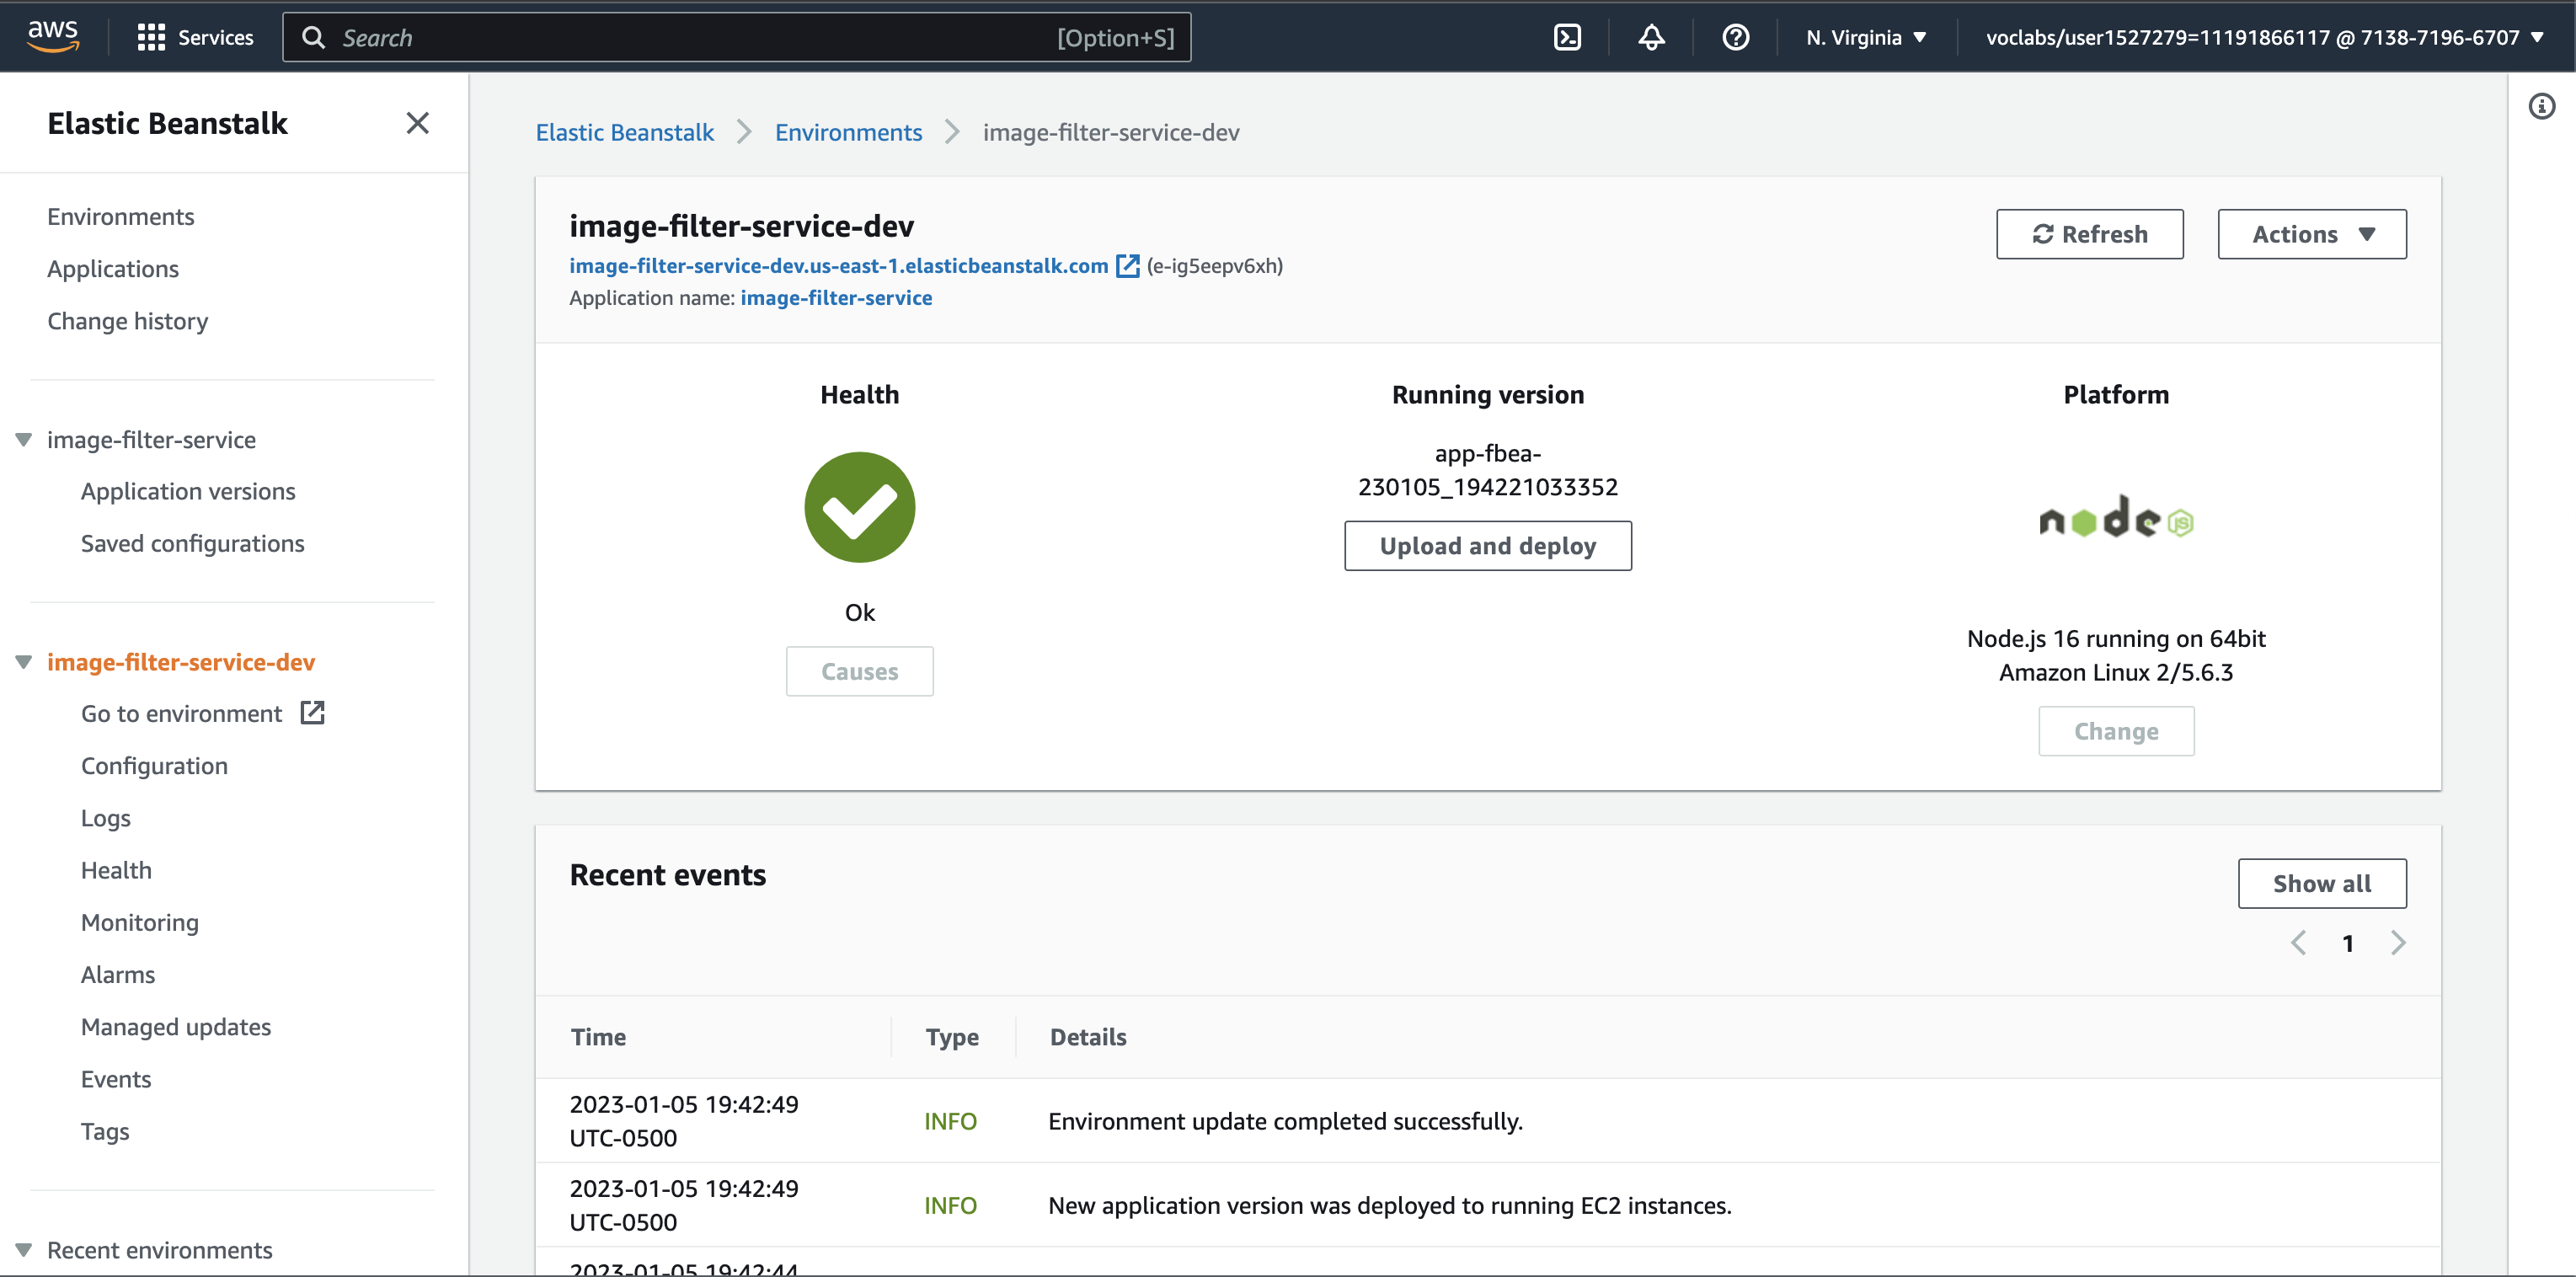 aws
Services
Search [Option+S]
N. Virginia
voclabs/user1527279=11191866117 @ 7138-7196-6707
Elastic Beanstalk
Environments
Applications
Change history
image-filter-service
Application versions
Saved configurations
image-filter-service-dev
Go to environment
Configuration
Logs
Health
Monitoring
Alarms
Managed updates
Events
Tags
Recent environments
Elastic Beanstalk > Environments > image-filter-service-dev
image-filter-service-dev
image-filter-service-dev.us-east-1.elasticbeanstalk.com (e-ig5eepv6xh)
Application name: image-filter-service
Refresh
Actions
Health
Ok
Causes
Running version
app-fbea-
230105_194221033352
Upload and deploy
Platform
node JS
Node.js 16 running on 64bit
Amazon Linux 2/5.6.3
Change
Recent events
Show all
1
Time Type Details
2023-01-05 19:42:49
UTC-0500
INFO
Environment update completed successfully.
2023-01-05 19:42:49
UTC-0500
INFO
New application version was deployed to running EC2 instances.
2023-01-05 19:42:44